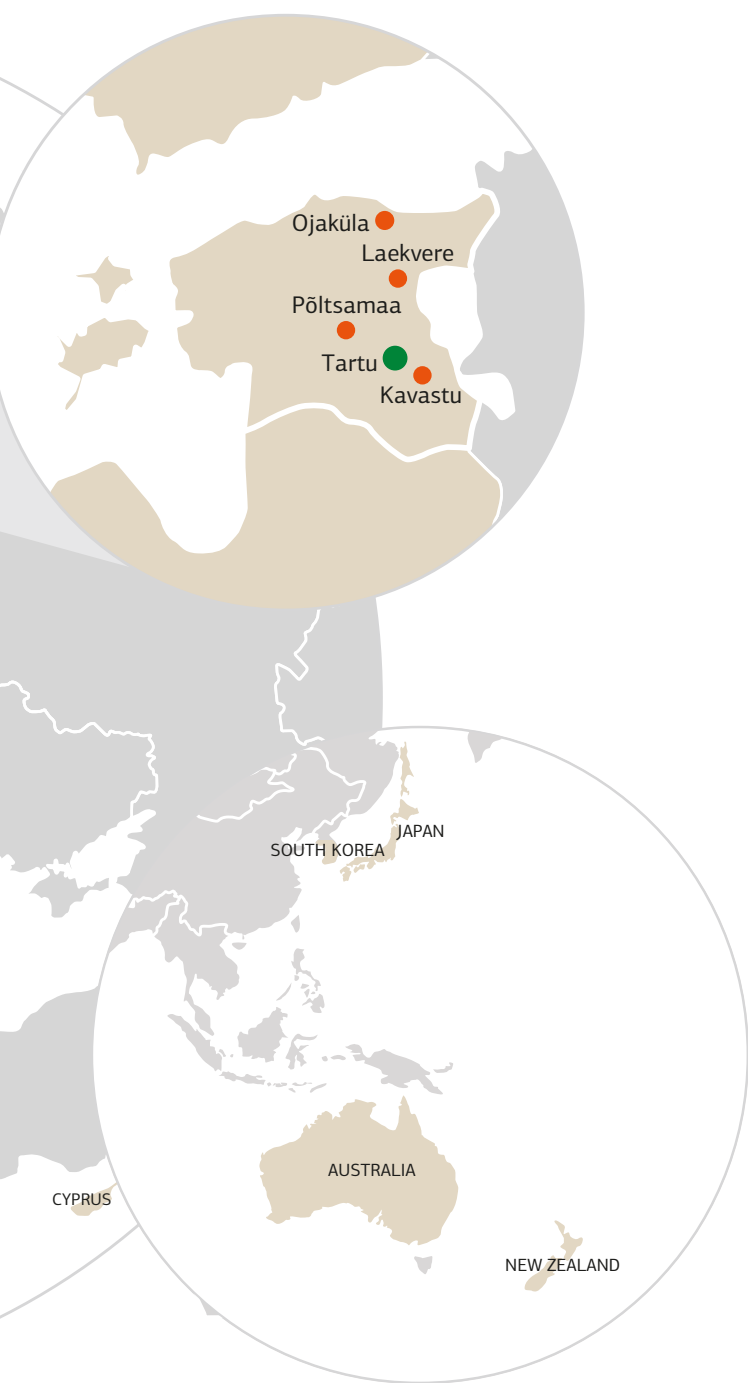 Ojaküla
Laekvere
Põltsamaa
Tartu
Kavastu
JAPAN
SOUTH KOREA
AUSTRALIA
CYPRUS
NEW ZEALAND